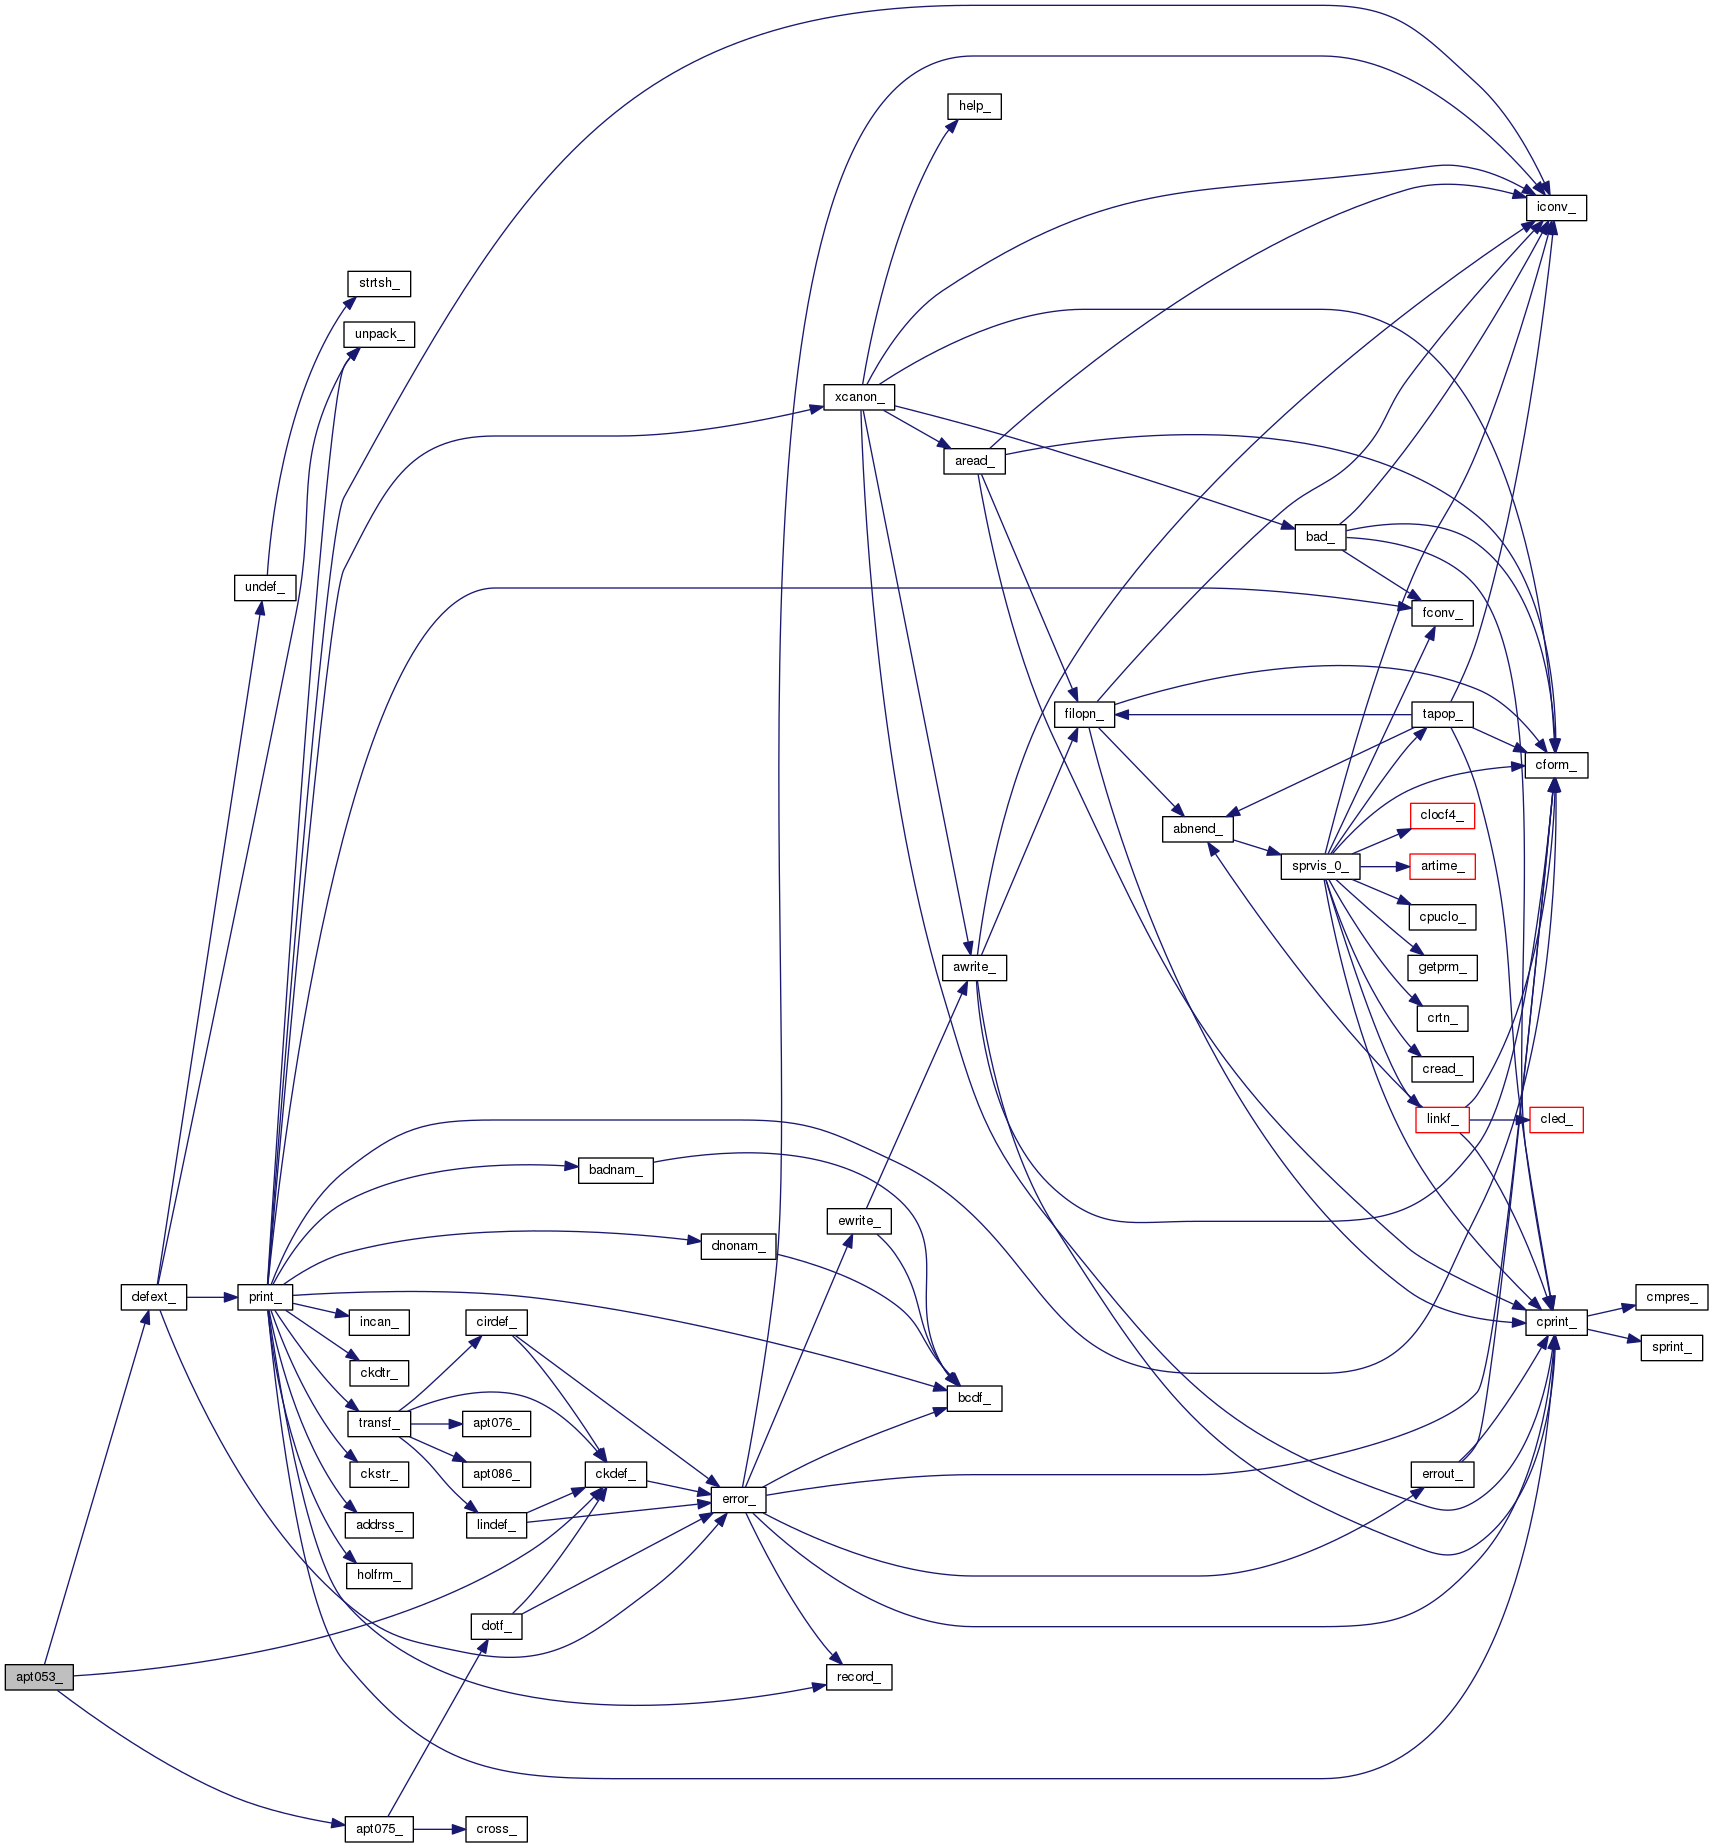 help_
iconv_
strtsh_
unpack_
xcanon_
aread_
bad_
undef_
fconv_
filopn_
tapop_
cform_
clocf4_
abnend_
sprvis_0_
artime_
cpuclo_
awrite_
getprm_
crtn_
cread_
linkf_
cled_
badnam_
ewrite_
dnonam_
defext_
print_
cmpres_
incan_
cirdef_
cprint_
sprint_
ckdtr_
bcdf_
transf_
apt076_
ckstr_
apt086_
ckdef_
errout_
error_
addrss_
lindef_
holfrm_
dotf_
apt053_
record_
apt075_
cross_